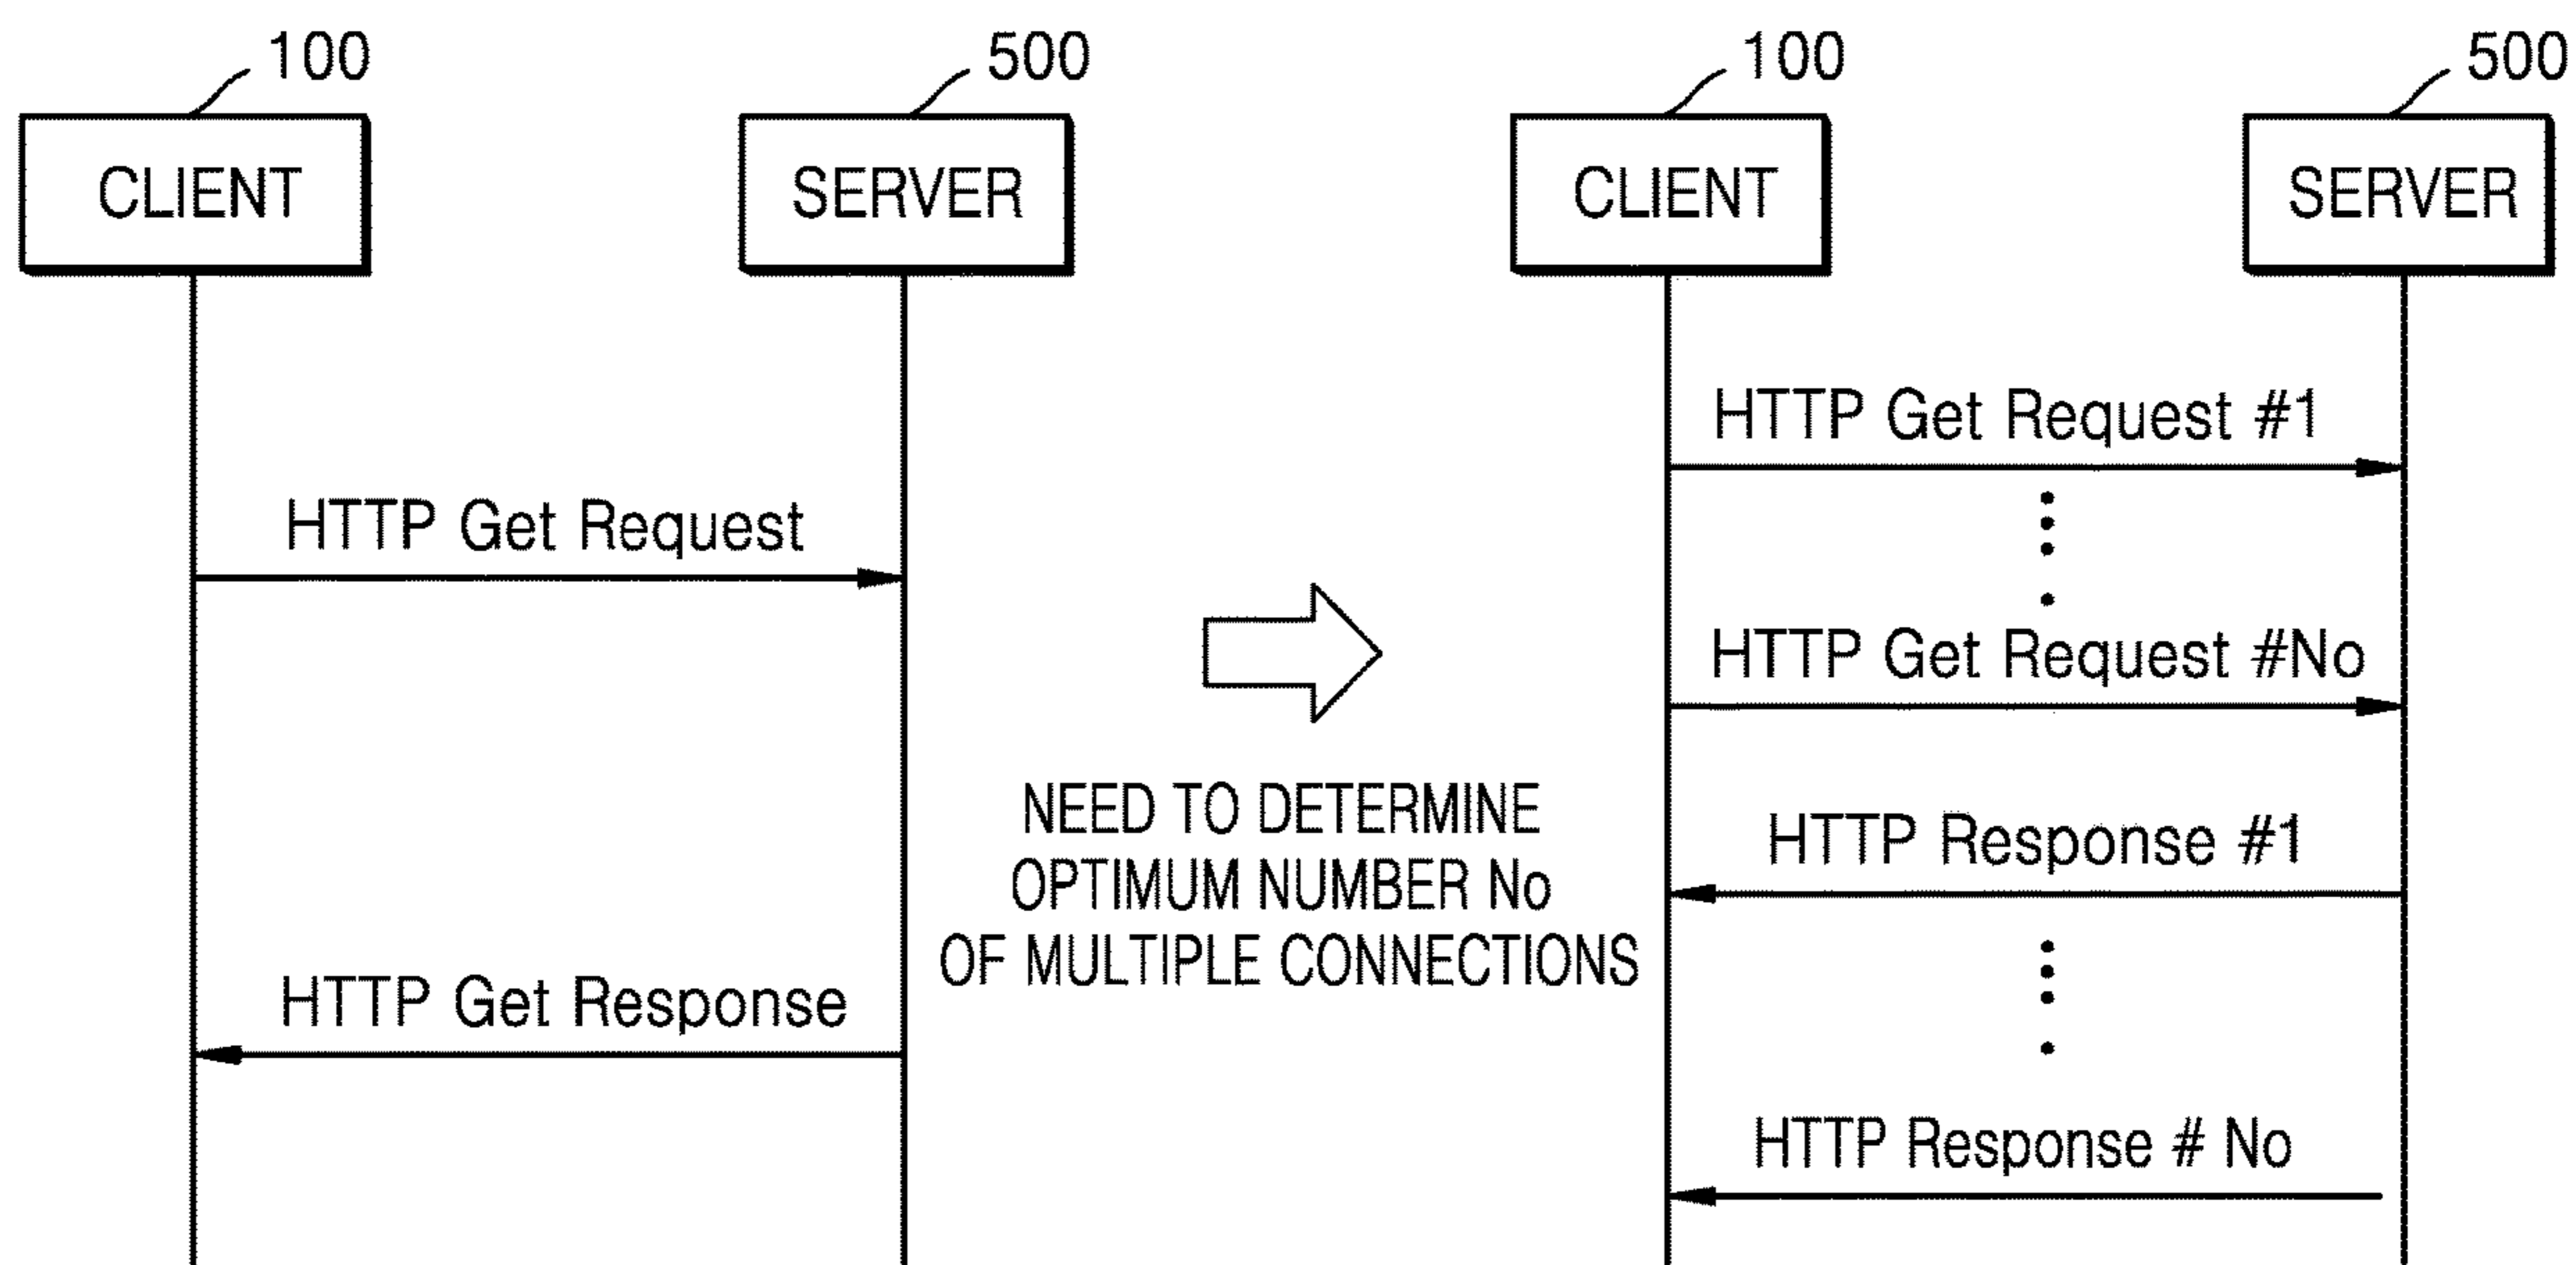 100
500
CLIENT
SERVER
HTTP Get Request
HTTP Get Response
NEED TO DETERMINE
OPTIMUM NUMBER No
OF MULTIPLE CONNECTIONS
100
500
CLIENT
SERVER
HTTP Get Request #1
HTTP Get Request #No
HTTP Response #1
HTTP Response # No